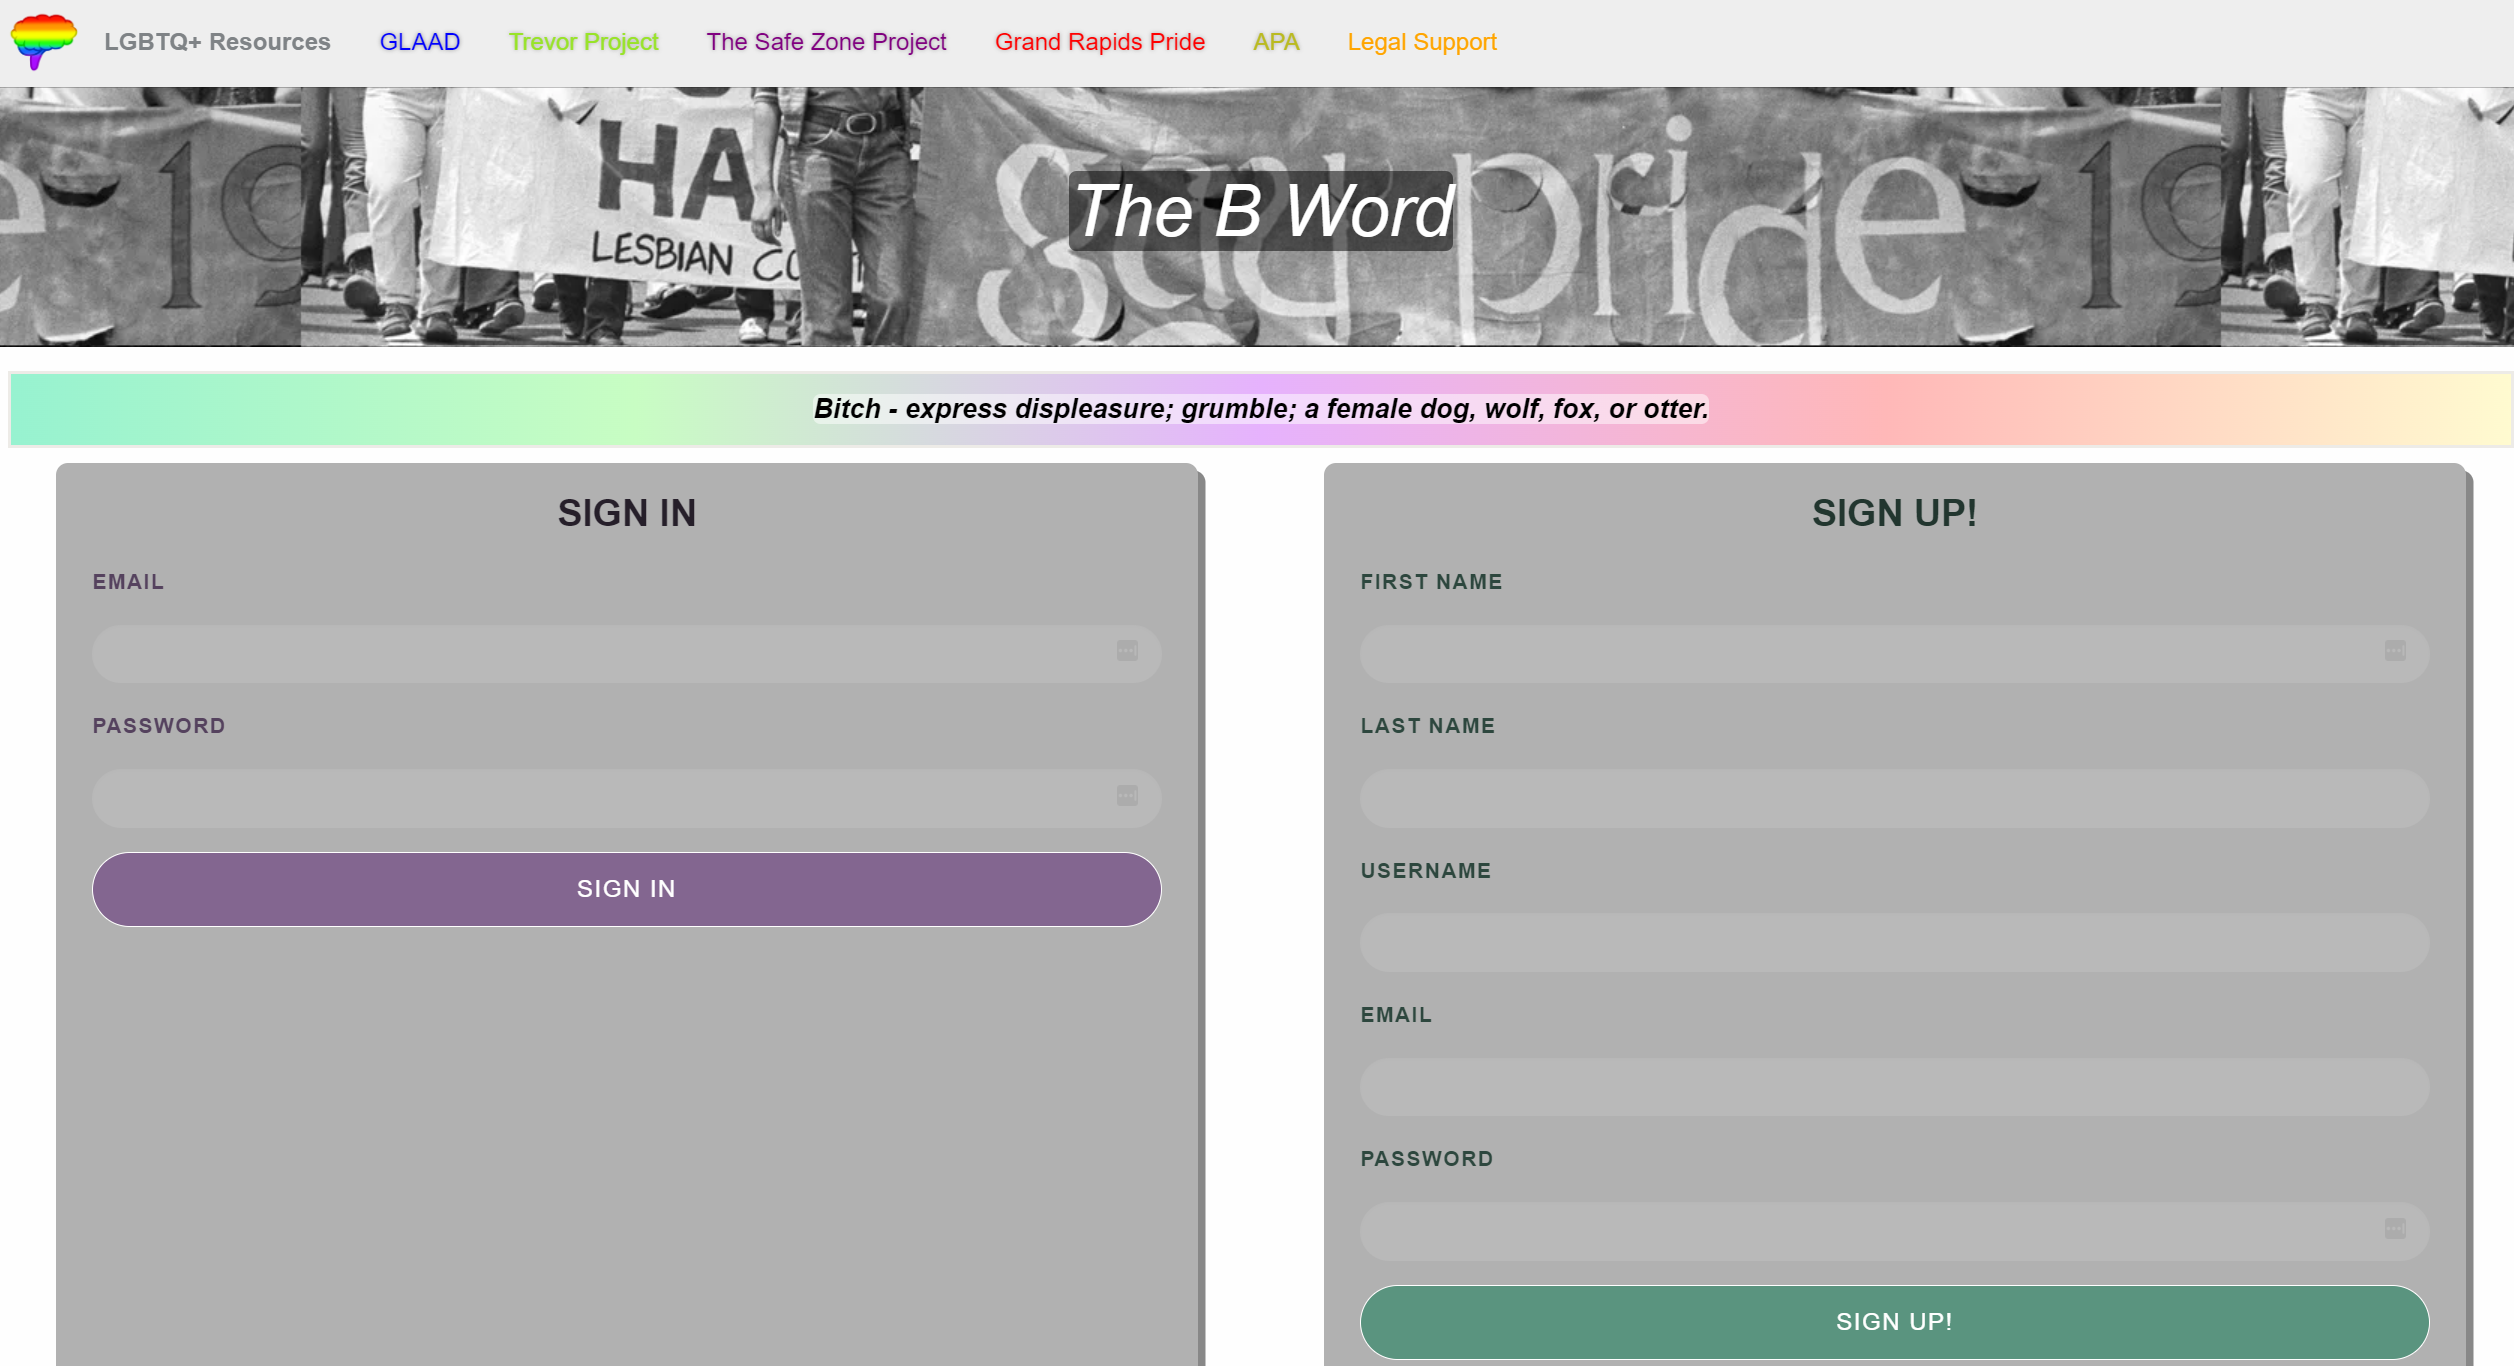 LGBTQ+ Resources GLAAD Trevor Project The Safe Zone Project Grand Rapids Pride APA Legal Support
HA
LESBIAN
gay pride
The B Word
Bitch - express displeasure; grumble; a female dog, wolf, fox, or otter.
SIGN IN
EMAIL
PASSWORD
SIGN IN
SIGN UP!
FIRST NAME
LAST NAME
USERNAME
EMAIL
PASSWORD
SIGN UP!